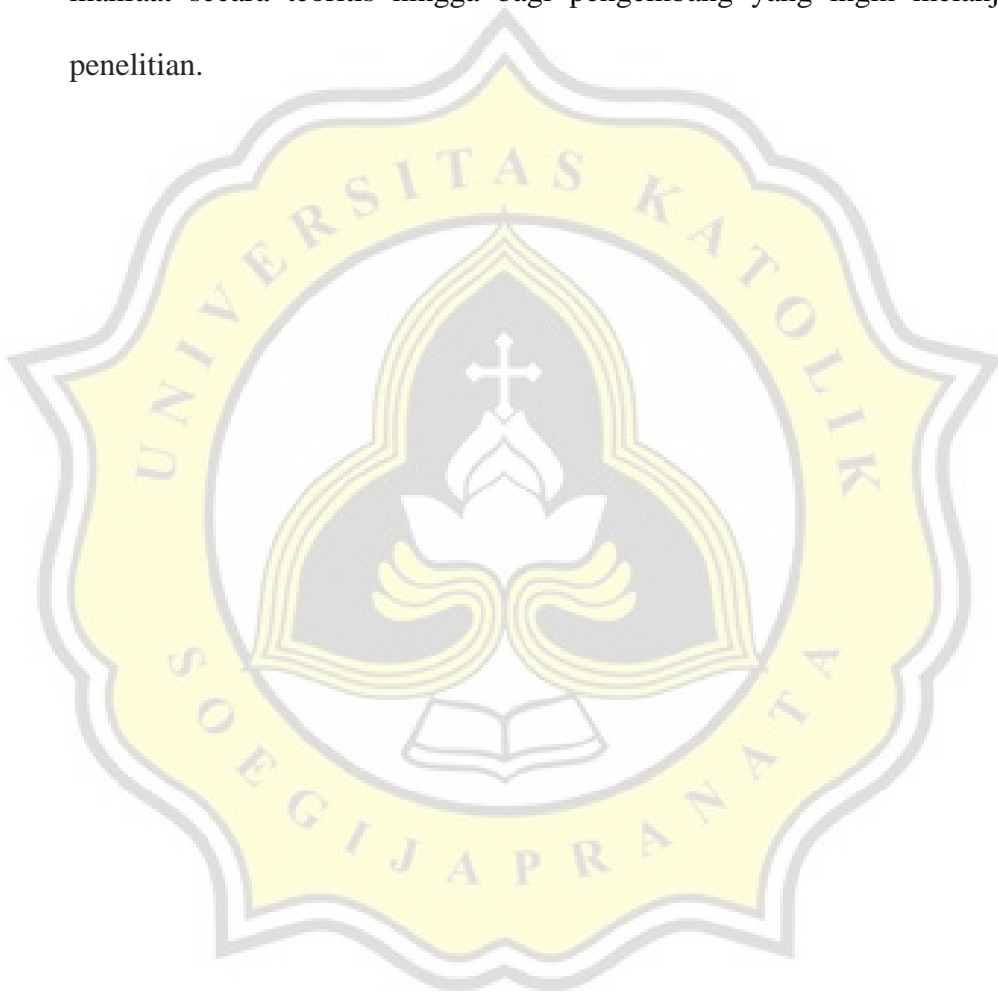 manfaat secara teoritis hingga bagi pengembang yang ingin
penelitian.
UNIVERSITAS KATOLIK
SOEGIJAPRANATA